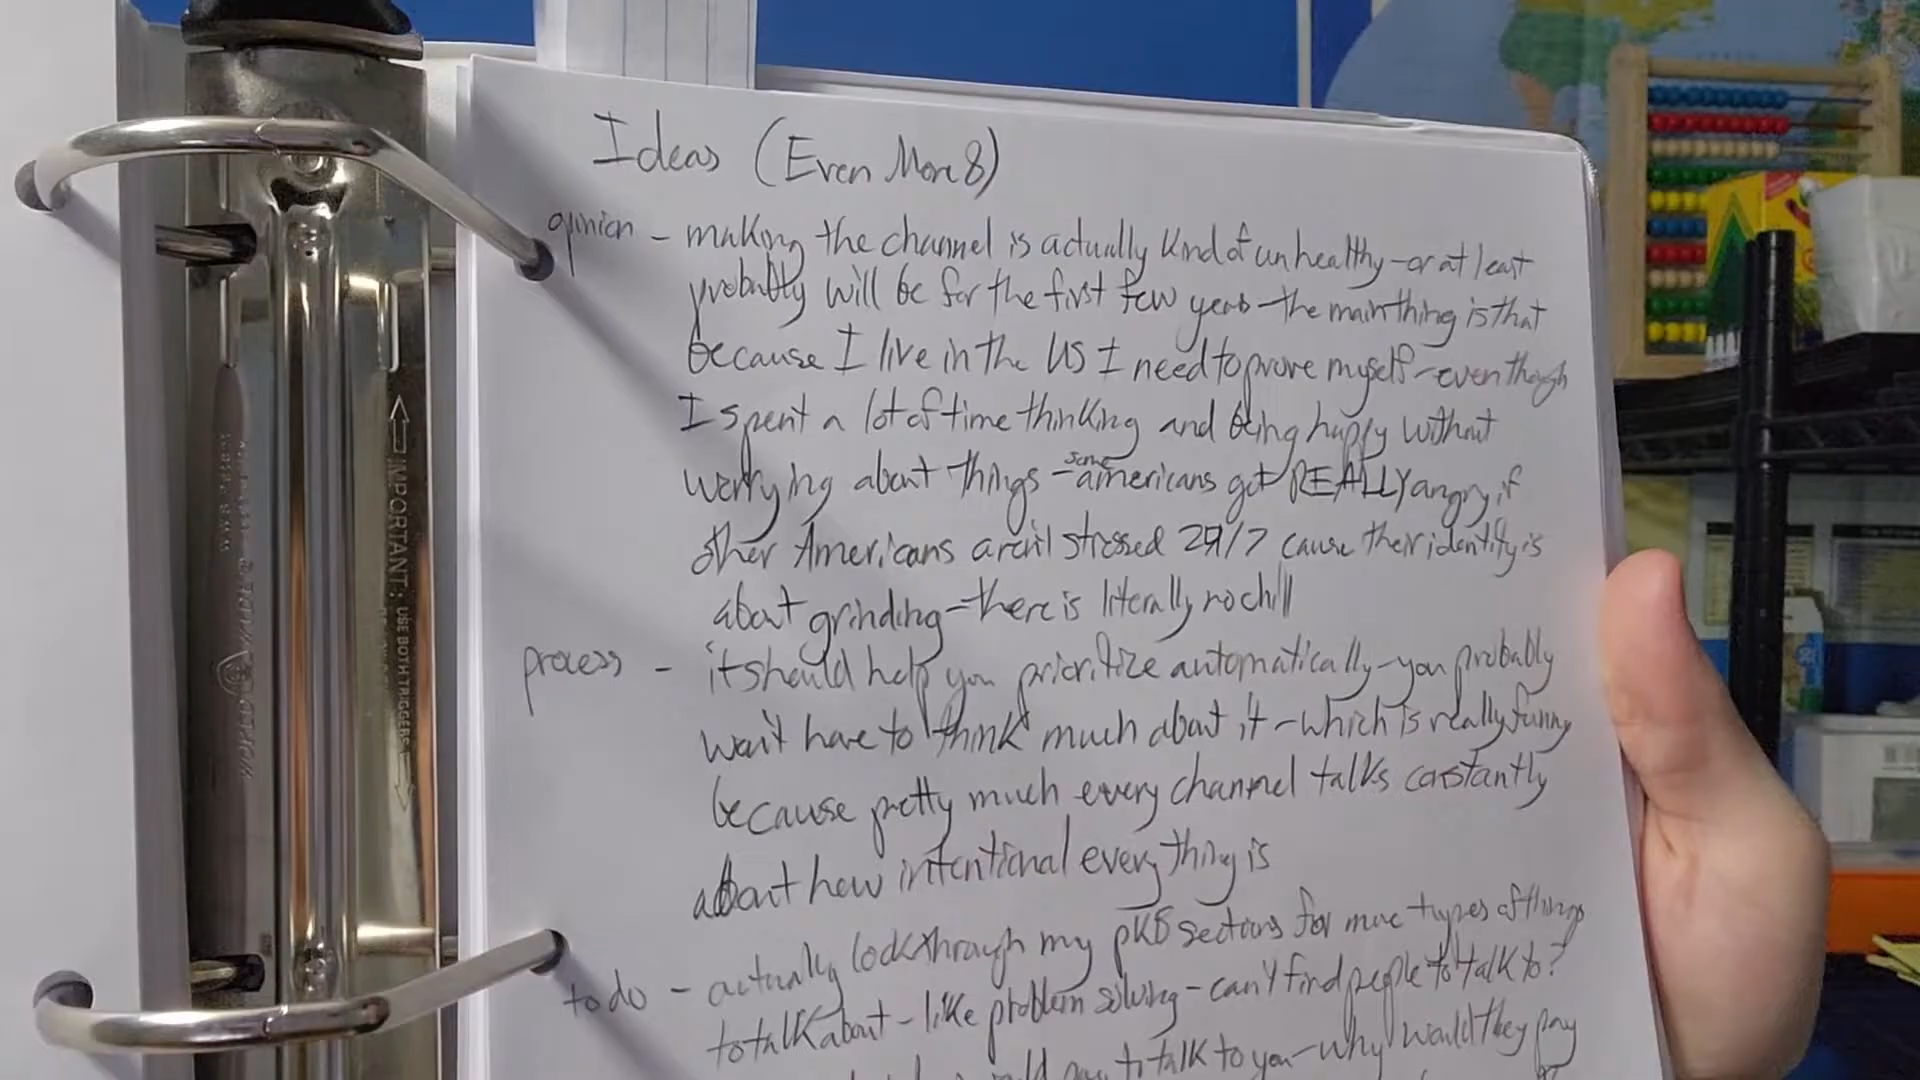 Ideas (Even More 8)
opinion - making the channel is actually kind of unhealthy - or at least
probably will be for the first few years - the main thing is that
because I live in the US I need to prove myself - even though
I spent a lot of time thinking and being happy without
worrying about things - some americans get REALLY angry if
other Americans aren't stressed 24/7 cause their identity is
about grinding - there is literally no chill
process - it should help you prioritize automatically - you probably
won't have to think much about it - which is really funny
because pretty much every channel talks constantly
about how intentional everything is
to do - actually look through my PKB sections for more types of things
to talk about - like problem solving - can't find people to talk to?
to talk to you - why would they pay
IMPORTANT: USE BOTH TRIGGERS